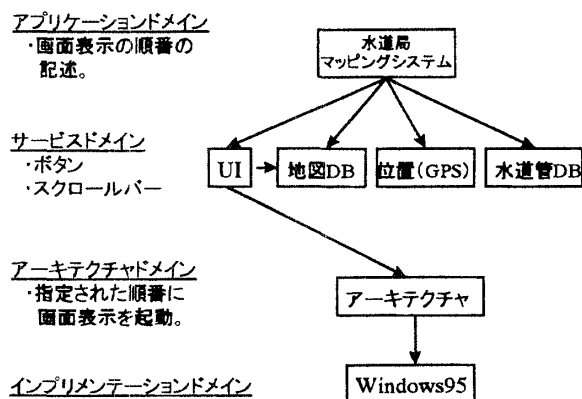 アプリケーションドメイン
・画面表示の順番の
記述。
水道局
マッピングシステム
サービスドメイン
・ボタン
・スクロールバー
UI
地図DB
位置(GPS)
水道管DB
アーキテクチャドメイン
・指定された順番に
画面表示を起動。
アーキテクチャ
インプリメンテーションドメイン
Windows95